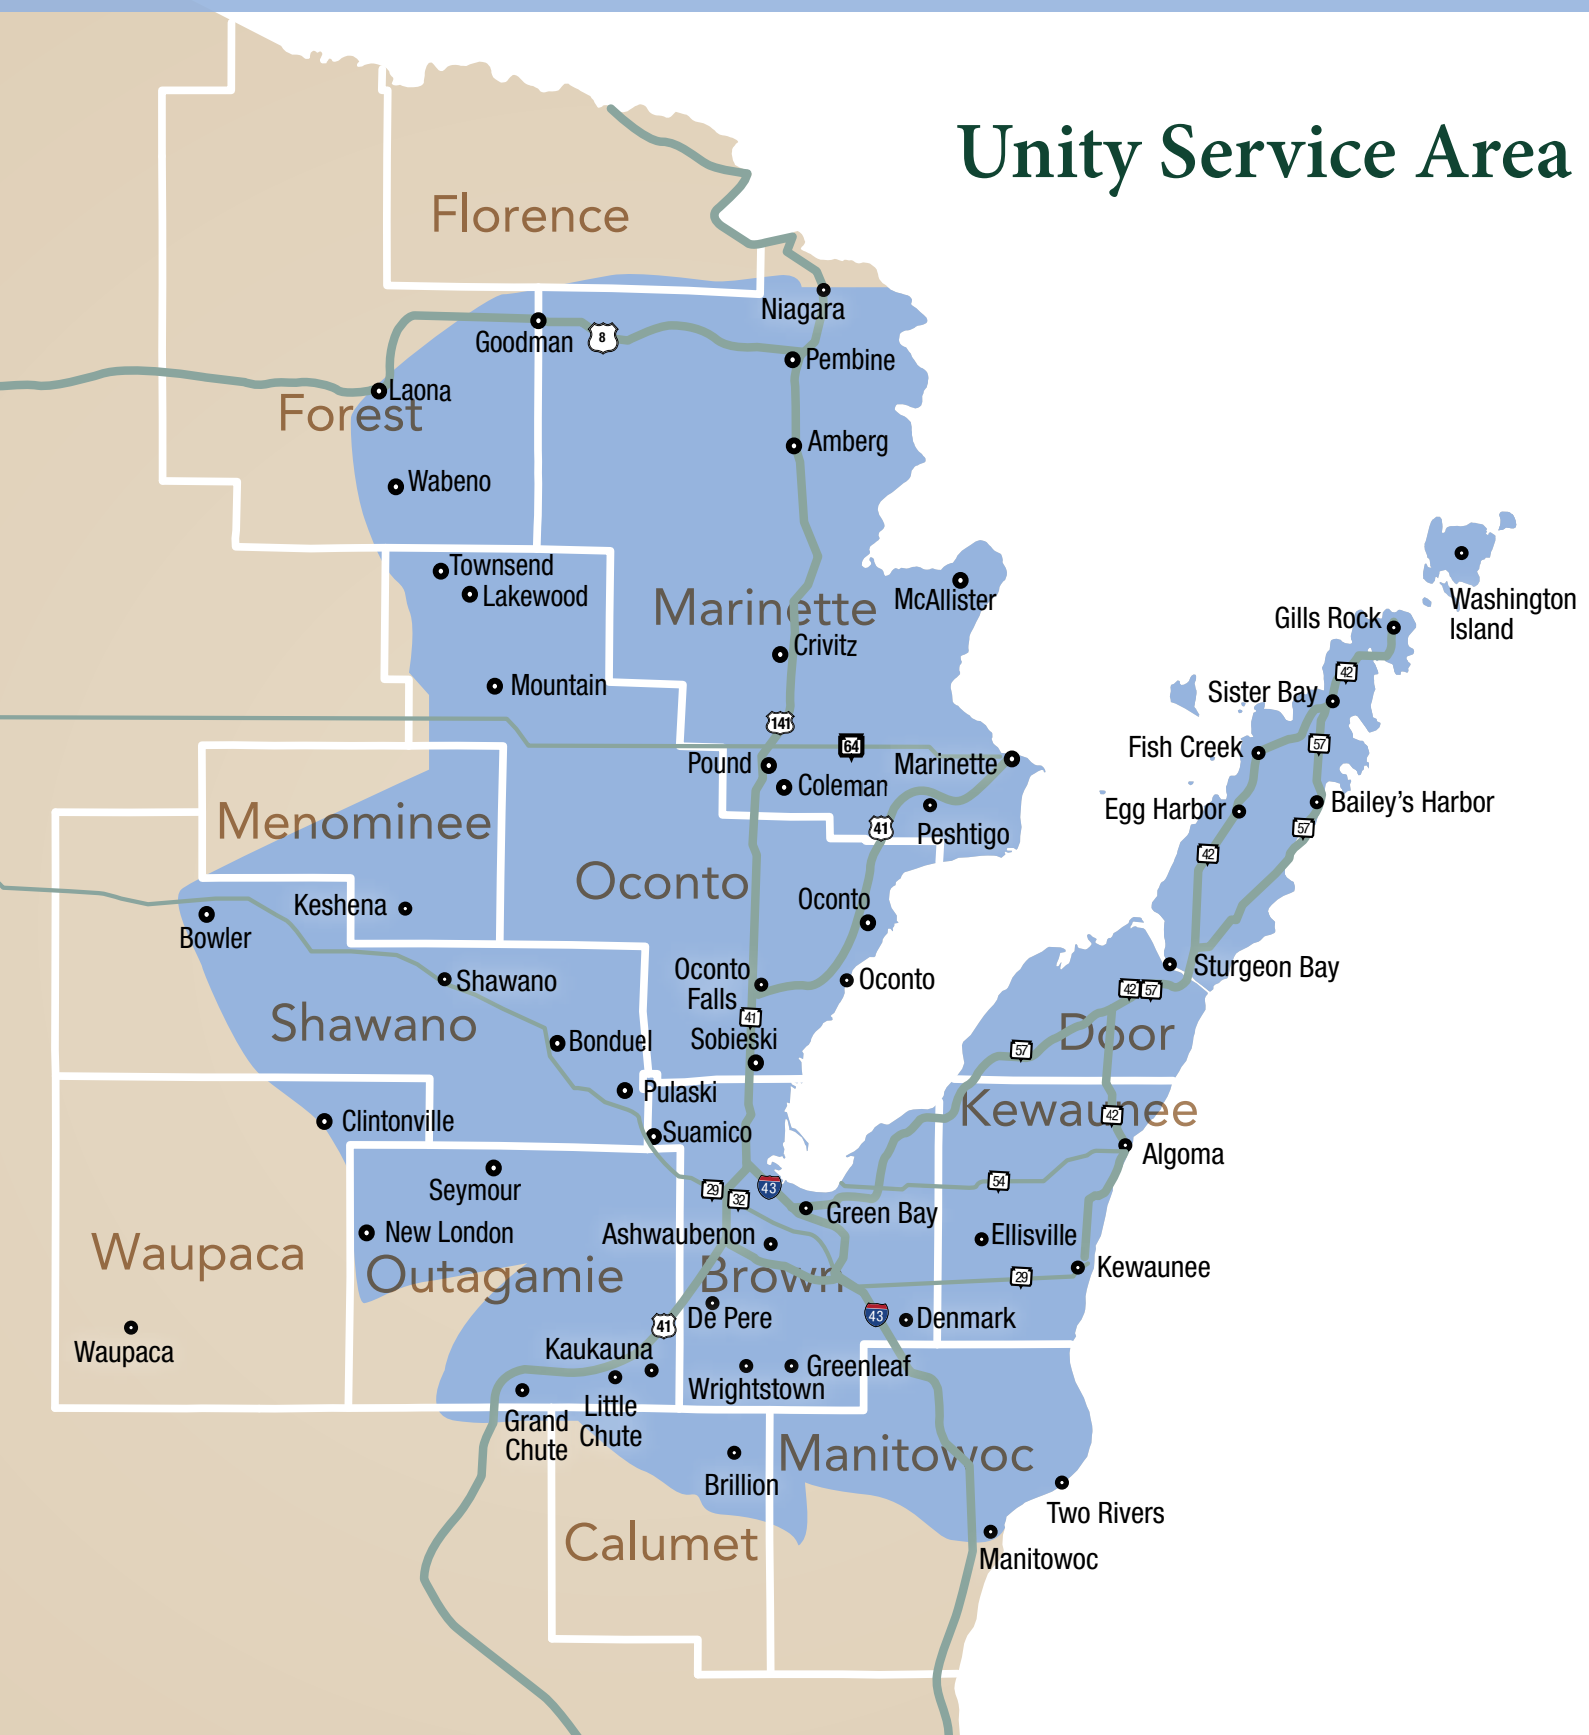 Unity Service Area
Florence
Niagara
Goodman
8
Pembine
Laona
Forest
Amberg
Wabeno
Townsend
Lakewood
McAllister
Marinette
Washington
Island
Gills Rock
Crivitz
42
Mountain
Sister Bay
141
57
64
Fish Creek
Pound
Marinette
Coleman
Egg Harbor
Bailey's Harbor
Menominee
41
Peshtigo
57
42
Oconto
Keshena
Oconto
Bowler
Oconto
Falls
Sturgeon Bay
Shawano
Oconto
42
57
Shawano
41
Door
Bonduel
Sobieski
57
Pulaski
Kewaunee
42
Clintonville
Suamico
Algoma
Seymour
29
32
43
54
New London
Ashwaubenon
Green Bay
Ellisville
Waupaca
Outagamie
Brown
29
Kewaunee
De Pere
41
43
Denmark
Waupaca
Kaukauna
Greenleaf
Wrightstown
Little
Chute
Grand
Chute
Manitowoc
Brillion
Two Rivers
Calumet
Manitowoc